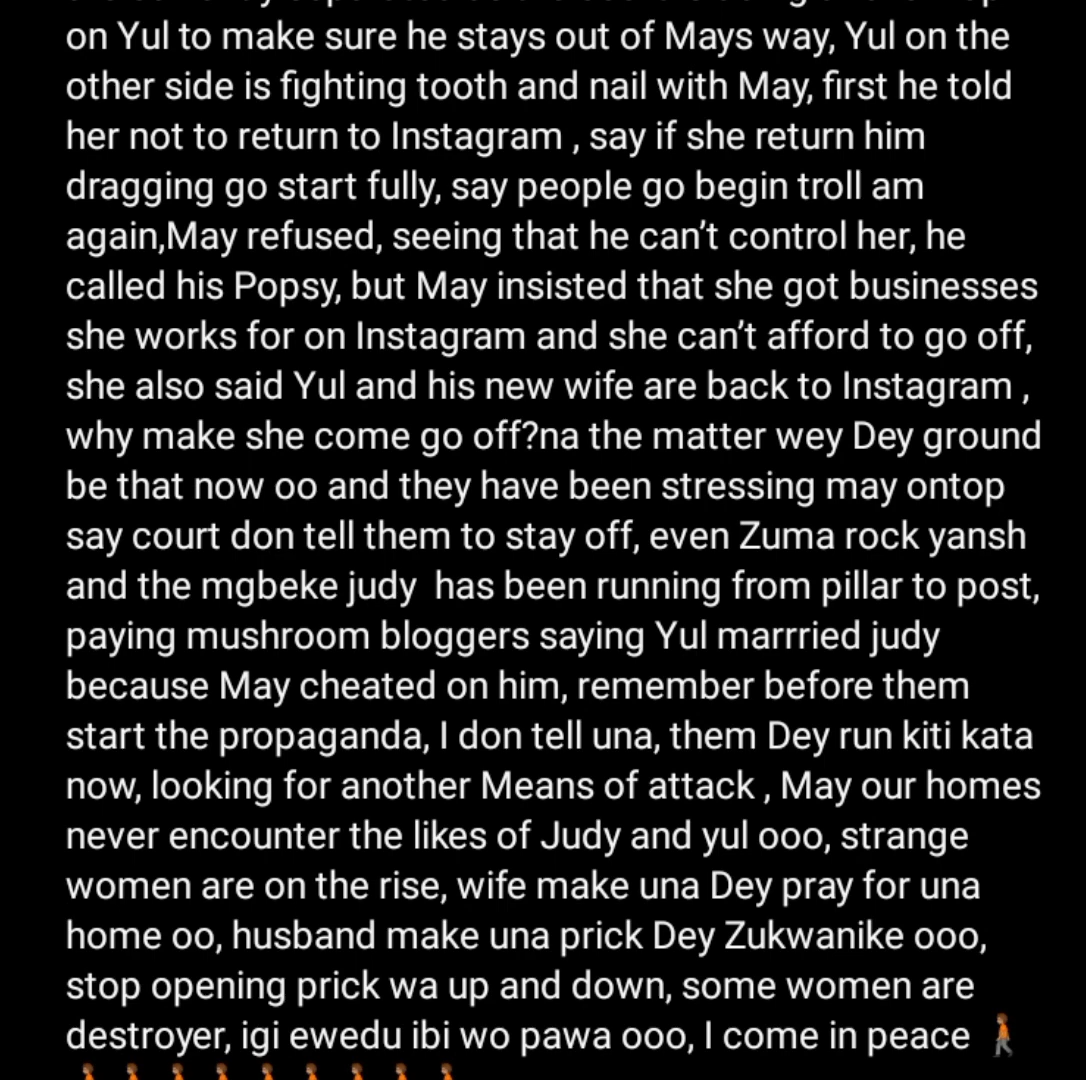 on Yul to make sure he stays out of Mays way, Yul on the
other side is fighting tooth and nail with May, first he told
her not to return to Instagram , say if she return him
dragging go start fully, say people go begin troll am
again,May refused, seeing that he can't control her, he
called his Popsy, but May insisted that she got businesses
she works for on Instagram and she can't afford to go off,
she also said Yul and his new wife are back to Instagram ,
why make she come go off?na the matter wey Dey ground
be that now oo and they have been stressing may ontop
say court don tell them to stay off, even Zuma rock yansh
and the mgbeke judy  has been running from pillar to post,
paying mushroom bloggers saying Yul marrried judy
because May cheated on him, remember before them
start the propaganda, I don tell una, them Dey run kiti kata
now, looking for another Means of attack , May our homes
never encounter the likes of Judy and yul ooo, strange
women are on the rise, wife make una Dey pray for una
home oo, husband make una prick Dey Zukwanike ooo,
stop opening prick wa up and down, some women are
destroyer, igi ewedu ibi wo pawa ooo, I come in peace 🚶